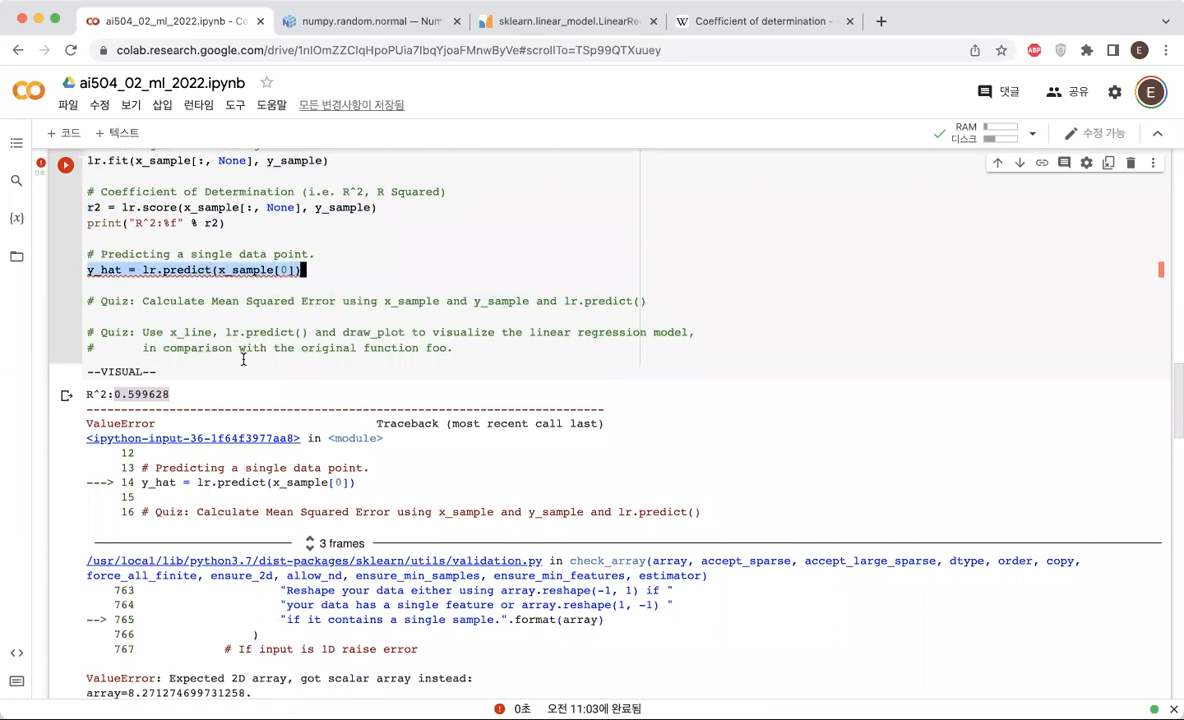 ai504_02_ml_2022.ipynb - Co
numpy.random.normal — Num
sklearn.linear_model.LinearRe
Coefficient of determination -
colab.research.google.com/drive/1nIOmZZCIqHpoPUia7IbqYjoaFMnwByVe#scrollTo=TSp99QTXuuey
ABP
E
ai504_02_ml_2022.ipynb
파일 수정 보기 삽입 런타임 도구 도움말 모든 변경사항이 저장됨
댓글
공유
E
+ 코드 + 텍스트
RAM
디스크
수정 가능
{x}
lr.fit(x_sample[:, None], y_sample)
# Coefficient of Determination (i.e. R^2, R Squared)
r2 = lr.score(x_sample[:, None], y_sample)
print("R^2:%f" % r2)
# Predicting a single data point.
y_hat = lr.predict(x_sample[0])
# Quiz: Calculate Mean Squared Error using x_sample and y_sample and lr.predict()
# Quiz: Use x_line, lr.predict() and draw_plot to visualize the linear regression model,
#       in comparison with the original function foo.
--VISUAL--
R^2:0.599628
---------------------------------------------------------------------------
ValueError                                Traceback (most recent call last)
<ipython-input-36-1f64f3977aa8> in <module>
12
13 # Predicting a single data point.
---> 14 y_hat = lr.predict(x_sample[0])
15
16 # Quiz: Calculate Mean Squared Error using x_sample and y_sample and lr.predict()
3 frames
/usr/local/lib/python3.7/dist-packages/sklearn/utils/validation.py in check_array(array, accept_sparse, accept_large_sparse, dtype, order, copy,
force_all_finite, ensure_2d, allow_nd, ensure_min_samples, ensure_min_features, estimator)
763 "Reshape your data either using array.reshape(-1, 1) if "
764 "your data has a single feature or array.reshape(1, -1) "
--> 765 "if it contains a single sample.".format(array)
766 )
767 # If input is 1D raise error
ValueError: Expected 2D array, got scalar array instead:
array=8.271274699731258.
0초 오전 11:03에 완료됨